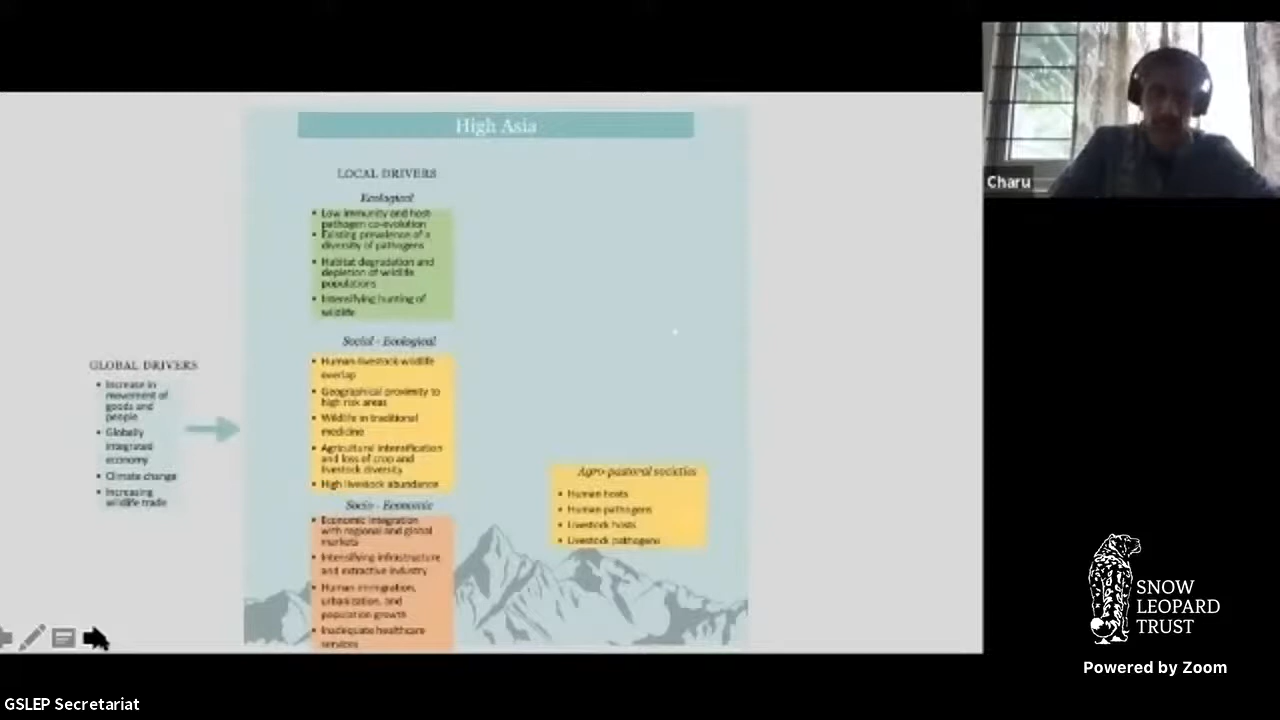 High Asia
LOCAL DRIVERS
Ecological
• Low immunity and host
pathogen co-evolution
• Existing prevalence of a
diversity of pathogens
• Habitat degradation and
depletion of wildlife
populations
• Intensifying hunting of
wildlife
Social - Ecological
• Human-livestock-wildlife
overlap
• Geographical proximity to
high risk areas
• Wildlife in traditional
medicine
• Agricultural intensification
and loss of crop and
livestock diversity
• High livestock abundance
Socio - Economic
• Economic integration
with regional and global
markets
• Intensifying infrastructure
and extractive industry
• Human immigration,
urbanization, and
population growth
• Inadequate healthcare
services
GLOBAL DRIVERS
• Increase in
movement of
goods and
people
• Globally
integrated
economy
• Climate change
• Increasing
wildlife trade
Agro-pastoral societies
• Human hosts
• Human pathogens
• Livestock hosts
• Livestock pathogens
Charu
SNOW
LEOPARD
TRUST
Powered by Zoom
GSLEP Secretariat